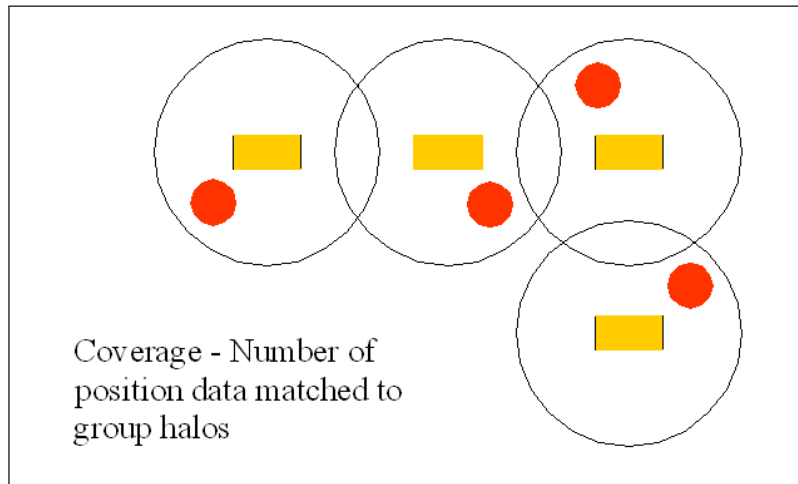 Coverage - Number of
position data matched to
group halos